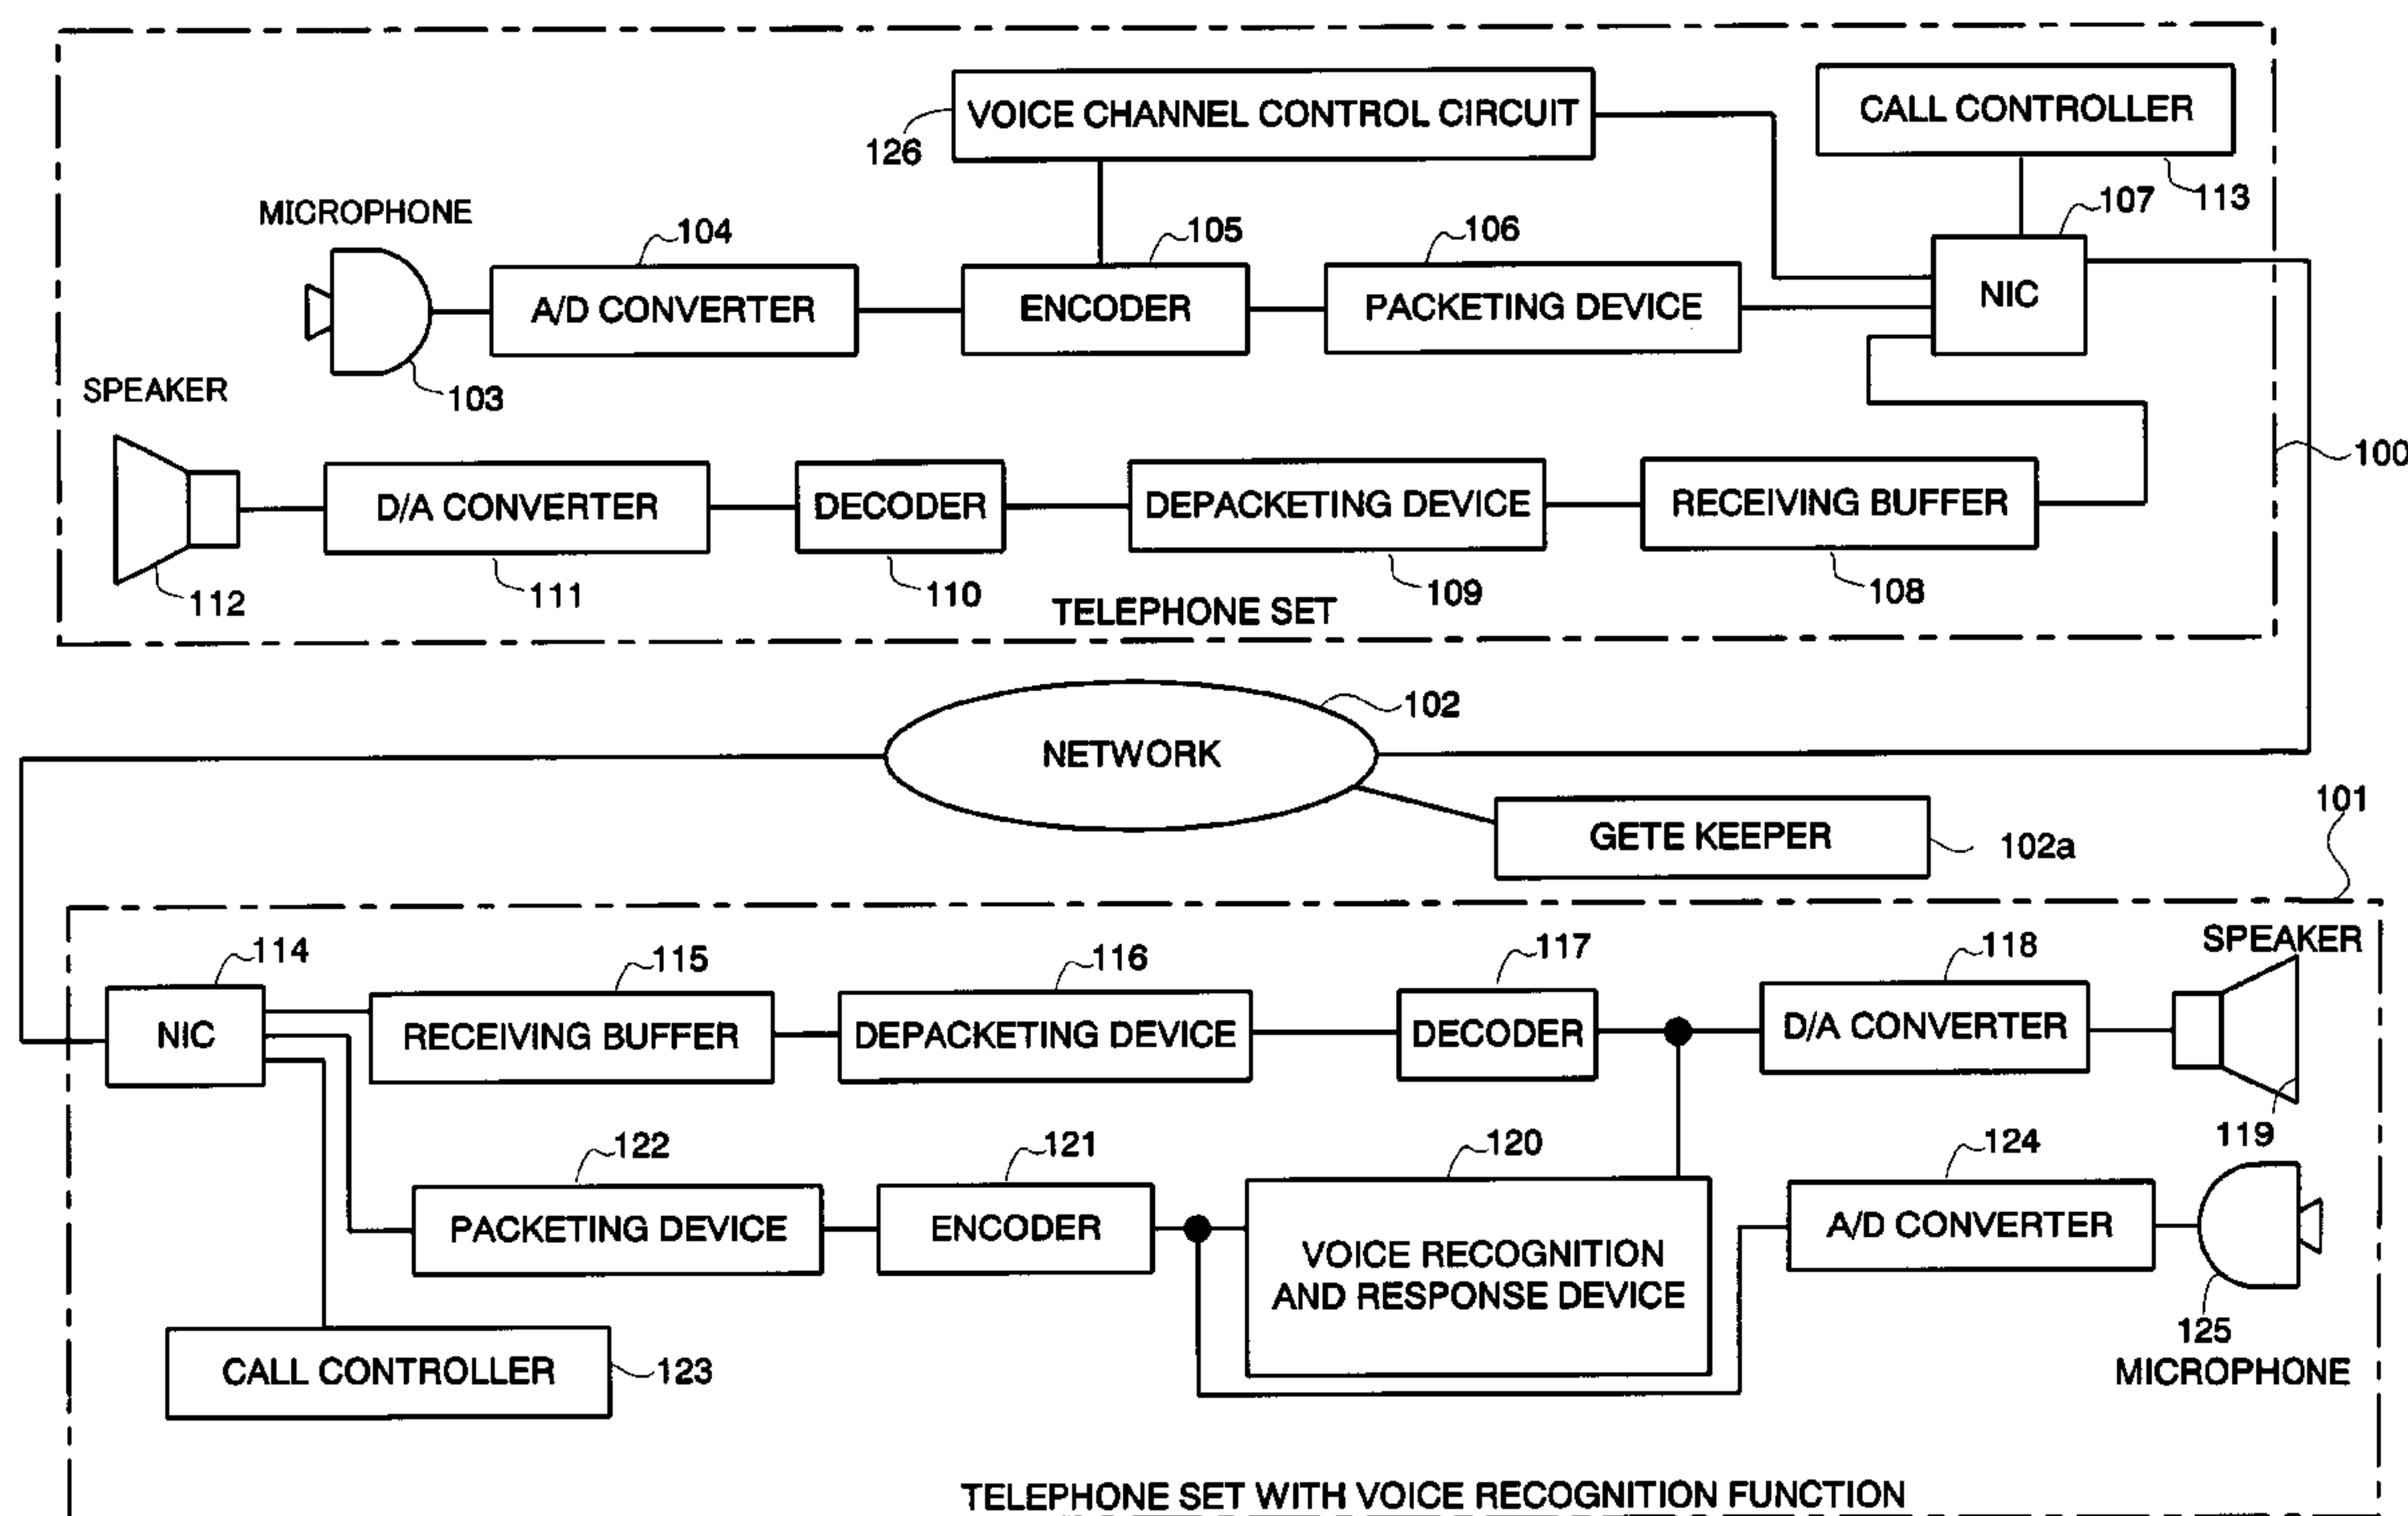 VOICE CHANNEL CONTROL CIRCUIT
126
CALL CONTROLLER
113
MICROPHONE
103
104
A/D CONVERTER
105
ENCODER
106
PACKETING DEVICE
107
NIC
SPEAKER
112
D/A CONVERTER
111
DECODER
110
DEPACKETING DEVICE
109
RECEIVING BUFFER
108
100
TELEPHONE SET
102
NETWORK
GETE KEEPER
102a
101
114
NIC
115
RECEIVING BUFFER
116
DEPACKETING DEVICE
117
DECODER
118
D/A CONVERTER
SPEAKER
119
122
PACKETING DEVICE
121
ENCODER
120
VOICE RECOGNITION
AND RESPONSE DEVICE
124
A/D CONVERTER
125
MICROPHONE
CALL CONTROLLER
123
TELEPHONE SET WITH VOICE RECOGNITION FUNCTION